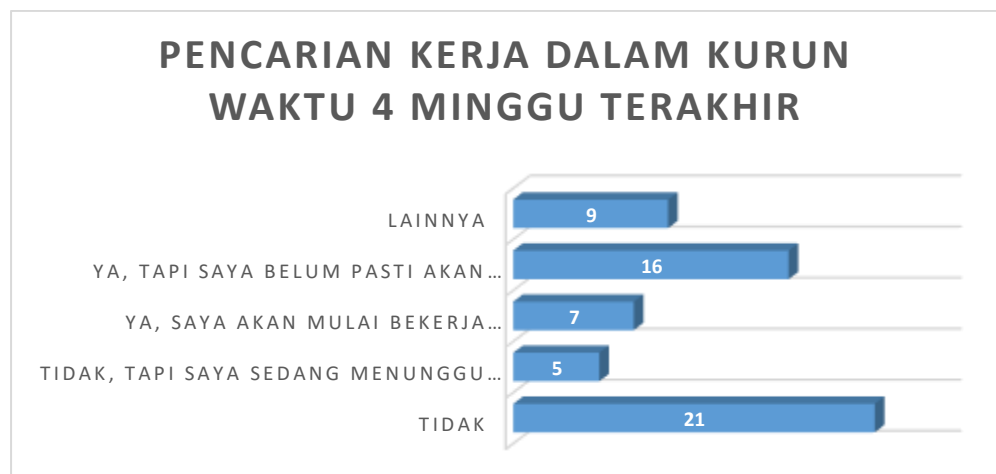 PENCARIAN KERJA DALAM KURUN
WAKTU 4 MINGGU TERAKHIR
LAINNYA
9
YA, TAPI SAYA BELUM PASTI AKAN…
16
YA, SAYA AKAN MULAI BEKERJA…
7
TIDAK, TAPI SAYA SEDANG MENUNGGU…
5
TIDAK
21